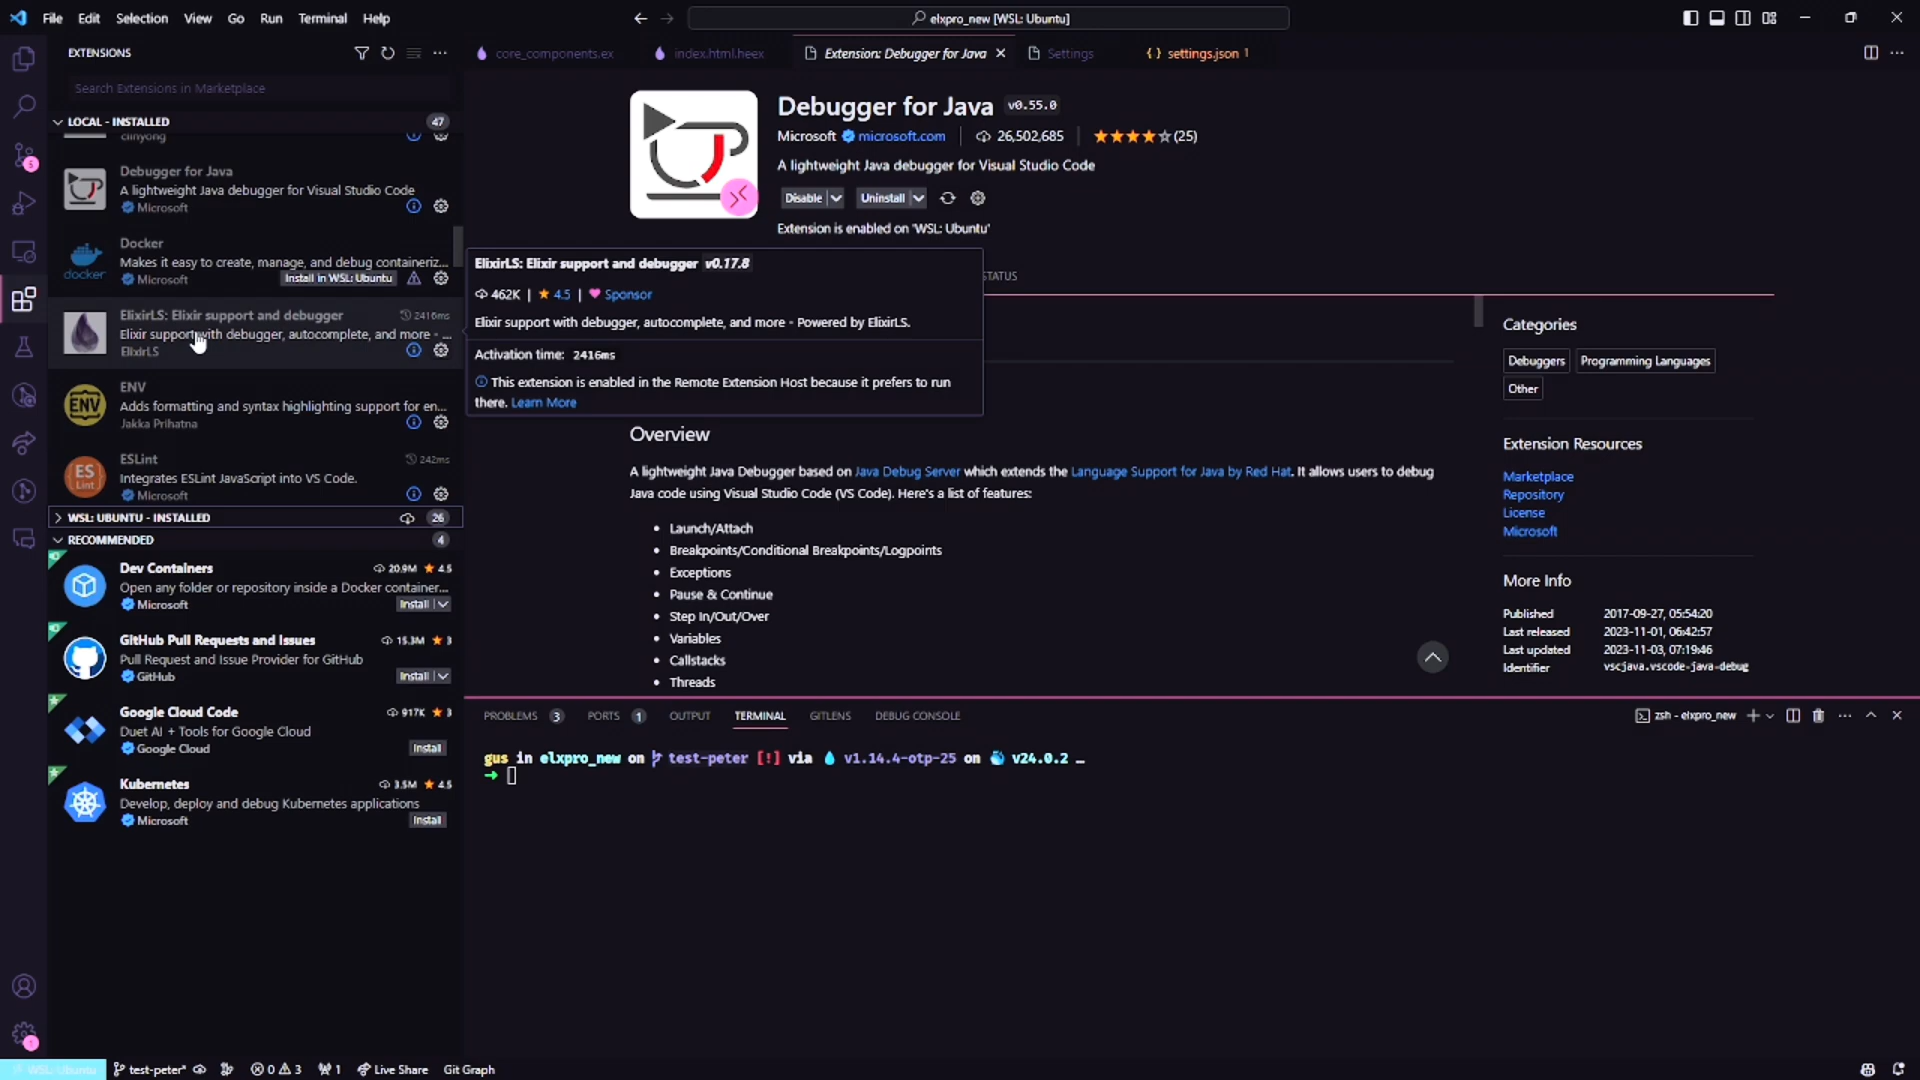 File Edit Selection View Go Run Terminal Help
elxpro_new [WSL: Ubuntu]
EXTENSIONS
core_components.ex
index.html.heex
Extension: Debugger for Java
Settings
settings.json 1
Search Extensions in Marketplace
LOCAL - INSTALLED 47
Debugger for Java
A lightweight Java debugger for Visual Studio Code
Microsoft
Docker
Makes it easy to create, manage, and debug containeriz...
Microsoft
Install in WSL: Ubuntu
ElixirLS: Elixir support and debugger 2416ms
Elixir support with debugger, autocomplete, and more - ...
ElixirLS
ENV
Adds formatting and syntax highlighting support for en...
Jakka Prihatna
ESLint 242ms
ES Lint
Integrates ESLint JavaScript into VS Code.
Microsoft
WSL: UBUNTU - INSTALLED 26
RECOMMENDED 4
Dev Containers 20.9M 4.5
Open any folder or repository inside a Docker container...
Microsoft
Install
GitHub Pull Requests and Issues 15.3M 3
Pull Request and Issue Provider for GitHub
GitHub
Install
Google Cloud Code 917K 3
Duet AI + Tools for Google Cloud
Google Cloud
Install
Kubernetes 3.5M 4.5
Develop, deploy and debug Kubernetes applications
Microsoft
Install
Debugger for Java v0.55.0
Microsoft microsoft.com 26,502,685 (25)
A lightweight Java debugger for Visual Studio Code
Disable Uninstall
Extension is enabled on 'WSL: Ubuntu'
STATUS
ElixirLS: Elixir support and debugger v0.17.8
462K | 4.5 | Sponsor
Elixir support with debugger, autocomplete, and more - Powered by ElixirLS.
Activation time: 2416ms
This extension is enabled in the Remote Extension Host because it prefers to run
there. Learn More
Overview
A lightweight Java Debugger based on Java Debug Server which extends the Language Support for Java by Red Hat. It allows users to debug
Java code using Visual Studio Code (VS Code). Here's a list of features:
• Launch/Attach
• Breakpoints/Conditional Breakpoints/Logpoints
• Exceptions
• Pause & Continue
• Step In/Out/Over
• Variables
• Callstacks
• Threads
Categories
Debuggers Programming Languages
Other
Extension Resources
Marketplace
Repository
License
Microsoft
More Info
Published 2017-09-27, 05:54:20
Last released 2023-11-01, 06:42:57
Last updated 2023-11-03, 07:19:46
Identifier vscjava.vscode-java-debug
PROBLEMS 3 PORTS 1 OUTPUT TERMINAL GITLENS DEBUG CONSOLE
zsh - elxpro_new
gus in elxpro_new on test-peter [!] via v1.14.4-otp-25 on v24.0.2 …
WSL: Ubuntu test-peter* 0 3 1 Live Share Git Graph